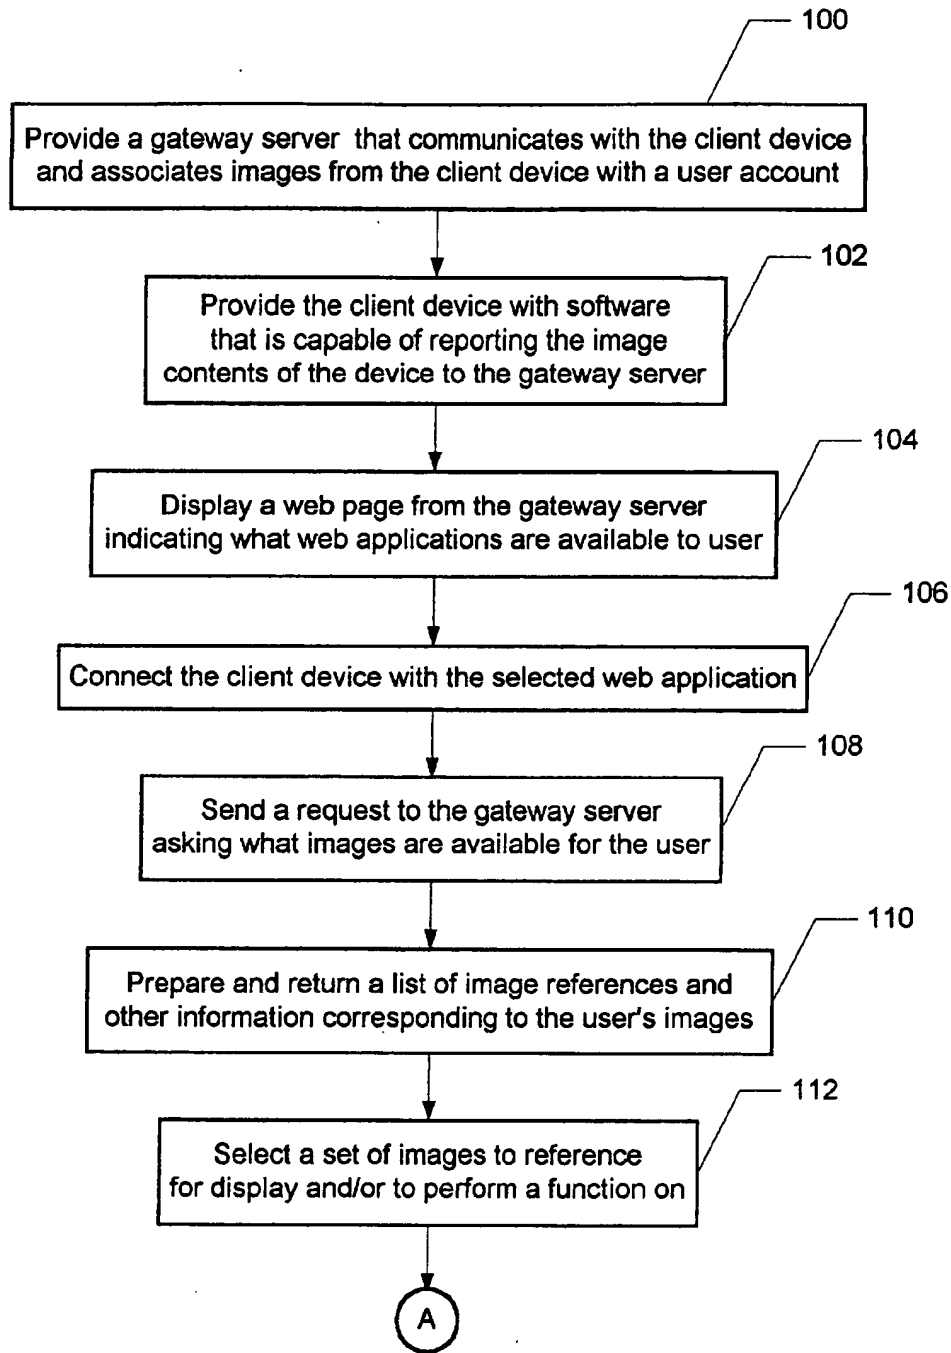 100
Provide a gateway server that communicates with the client device
and associates images from the client device with a user account
102
Provide the client device with software
that is capable of reporting the image
contents of the device to the gateway server
104
Display a web page from the gateway server
indicating what web applications are available to user
106
Connect the client device with the selected web application
108
Send a request to the gateway server
asking what images are available for the user
110
Prepare and return a list of image references and
other information corresponding to the user's images
112
Select a set of images to reference
for display and/or to perform a function on
A